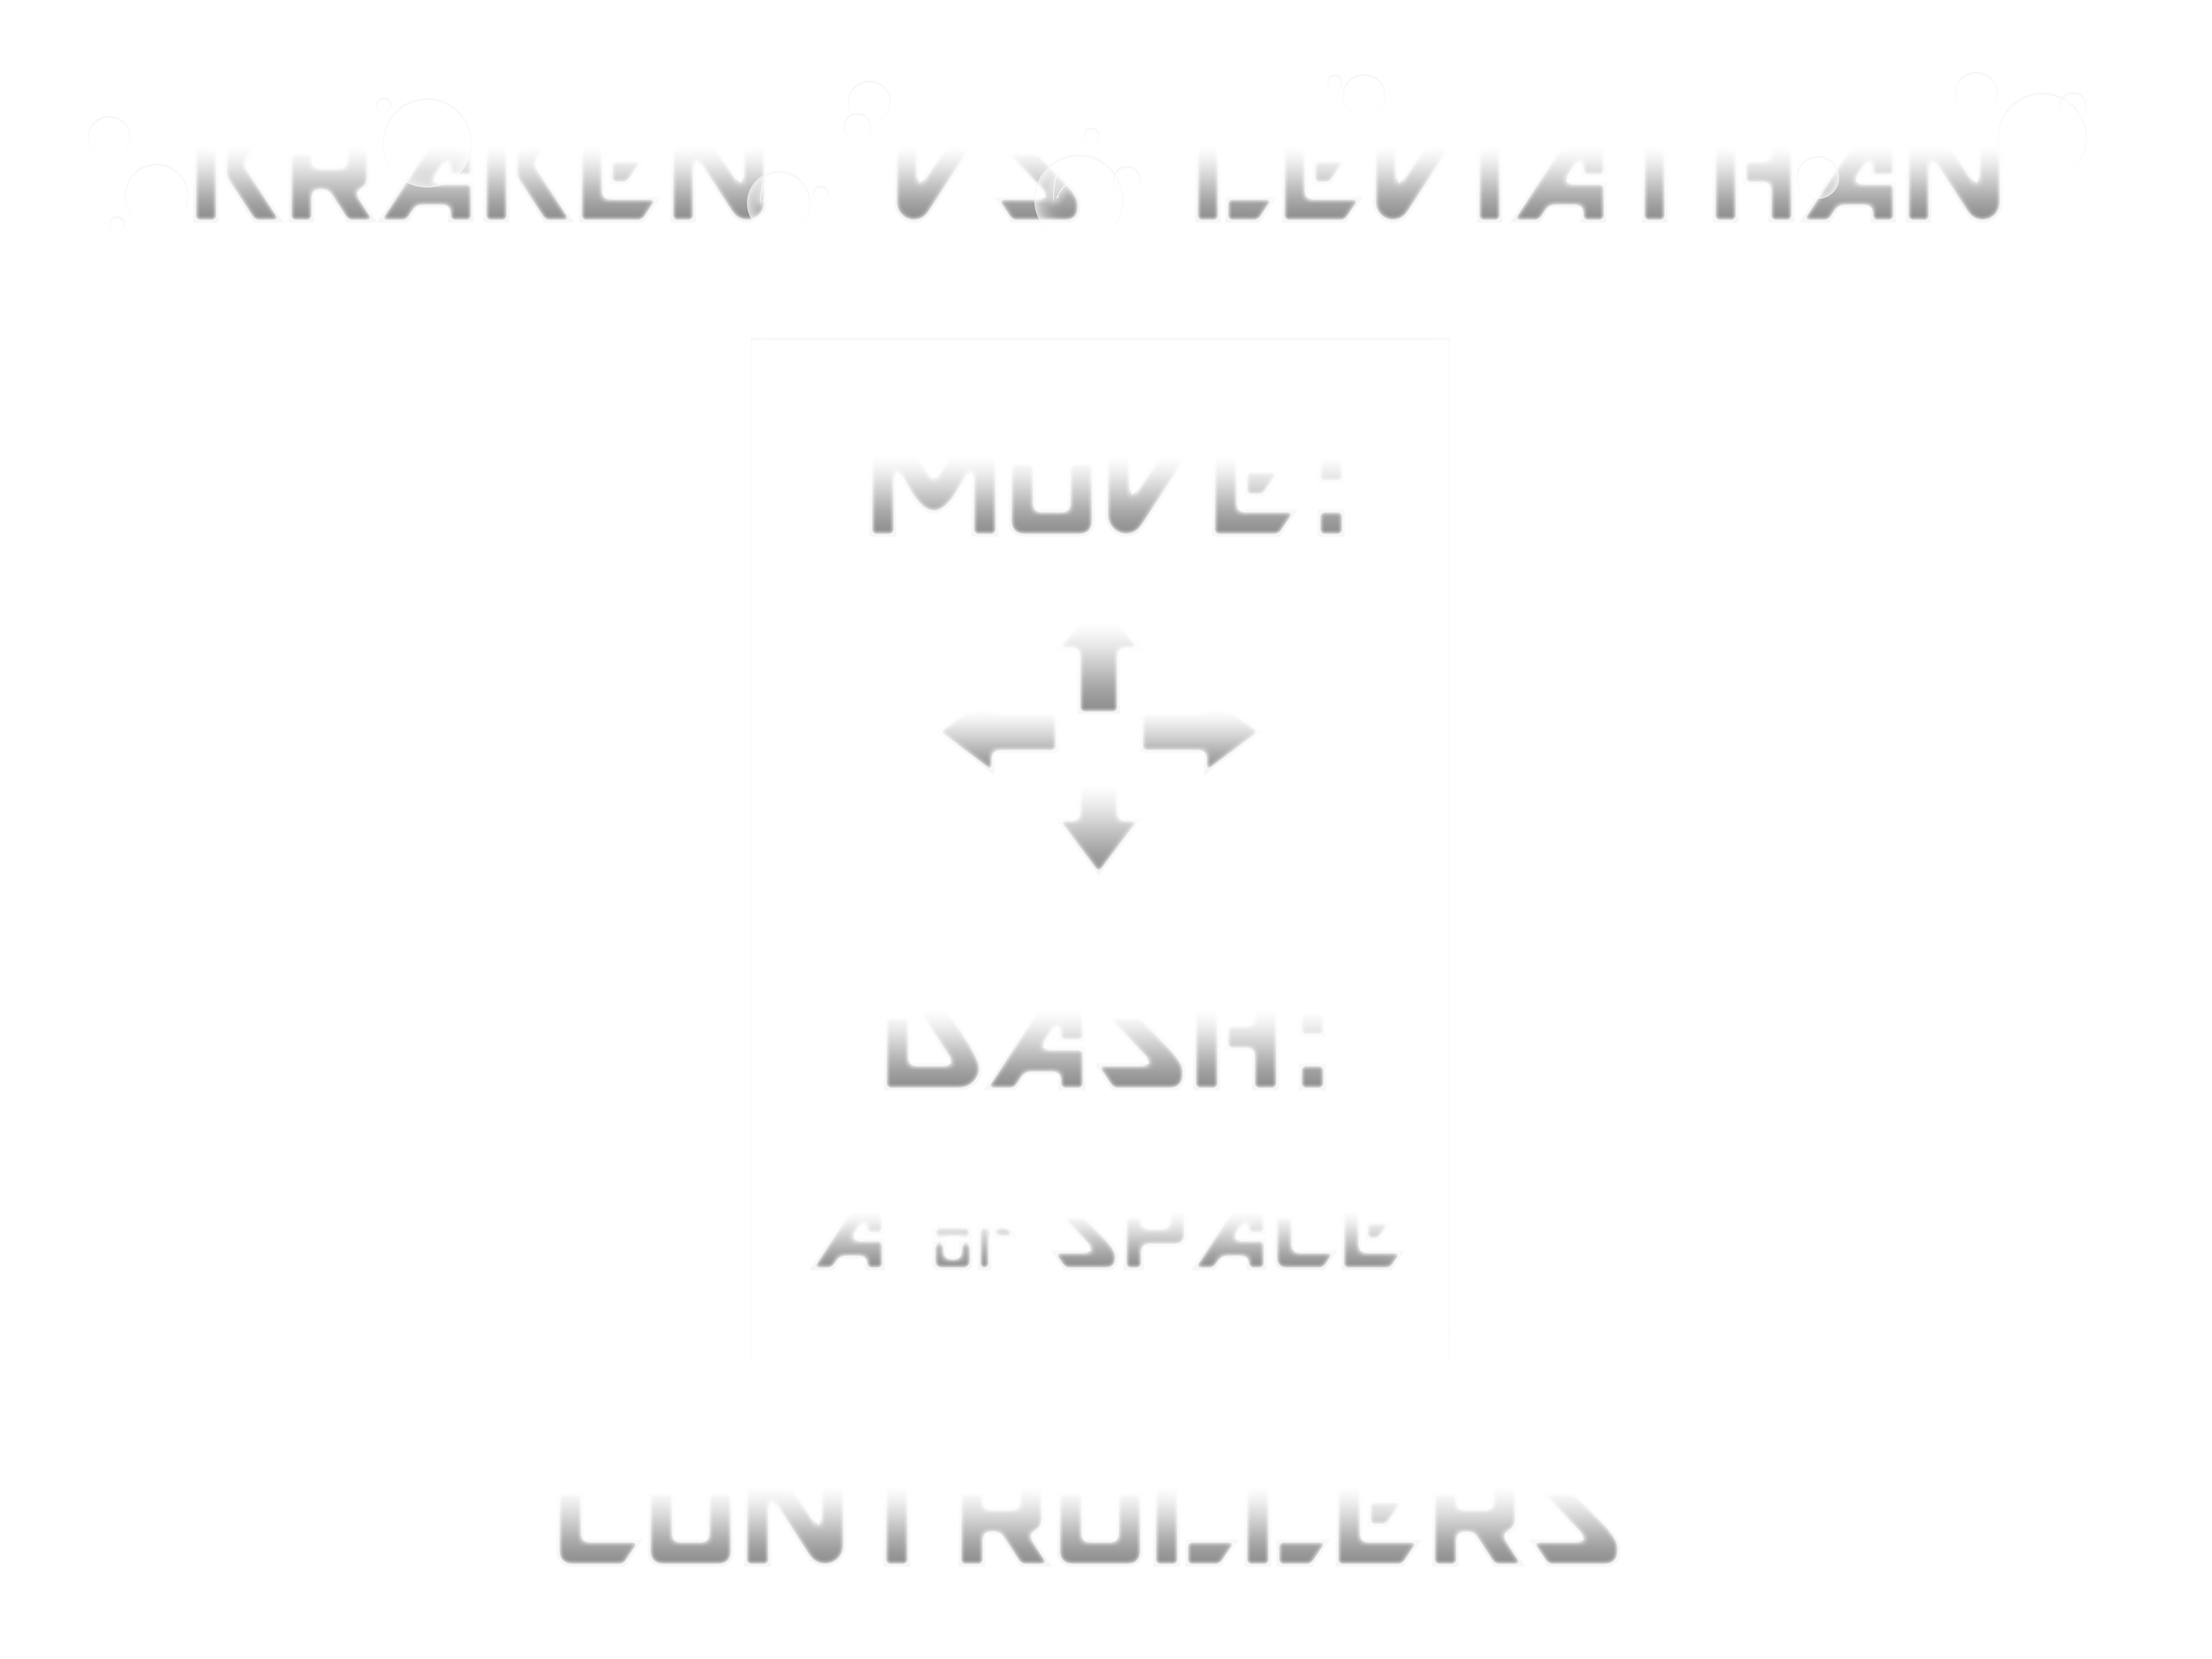 KRAKEN VS LEVIATHAN
MOVE:
DASH:
A or SPACE
CONTROLLERS